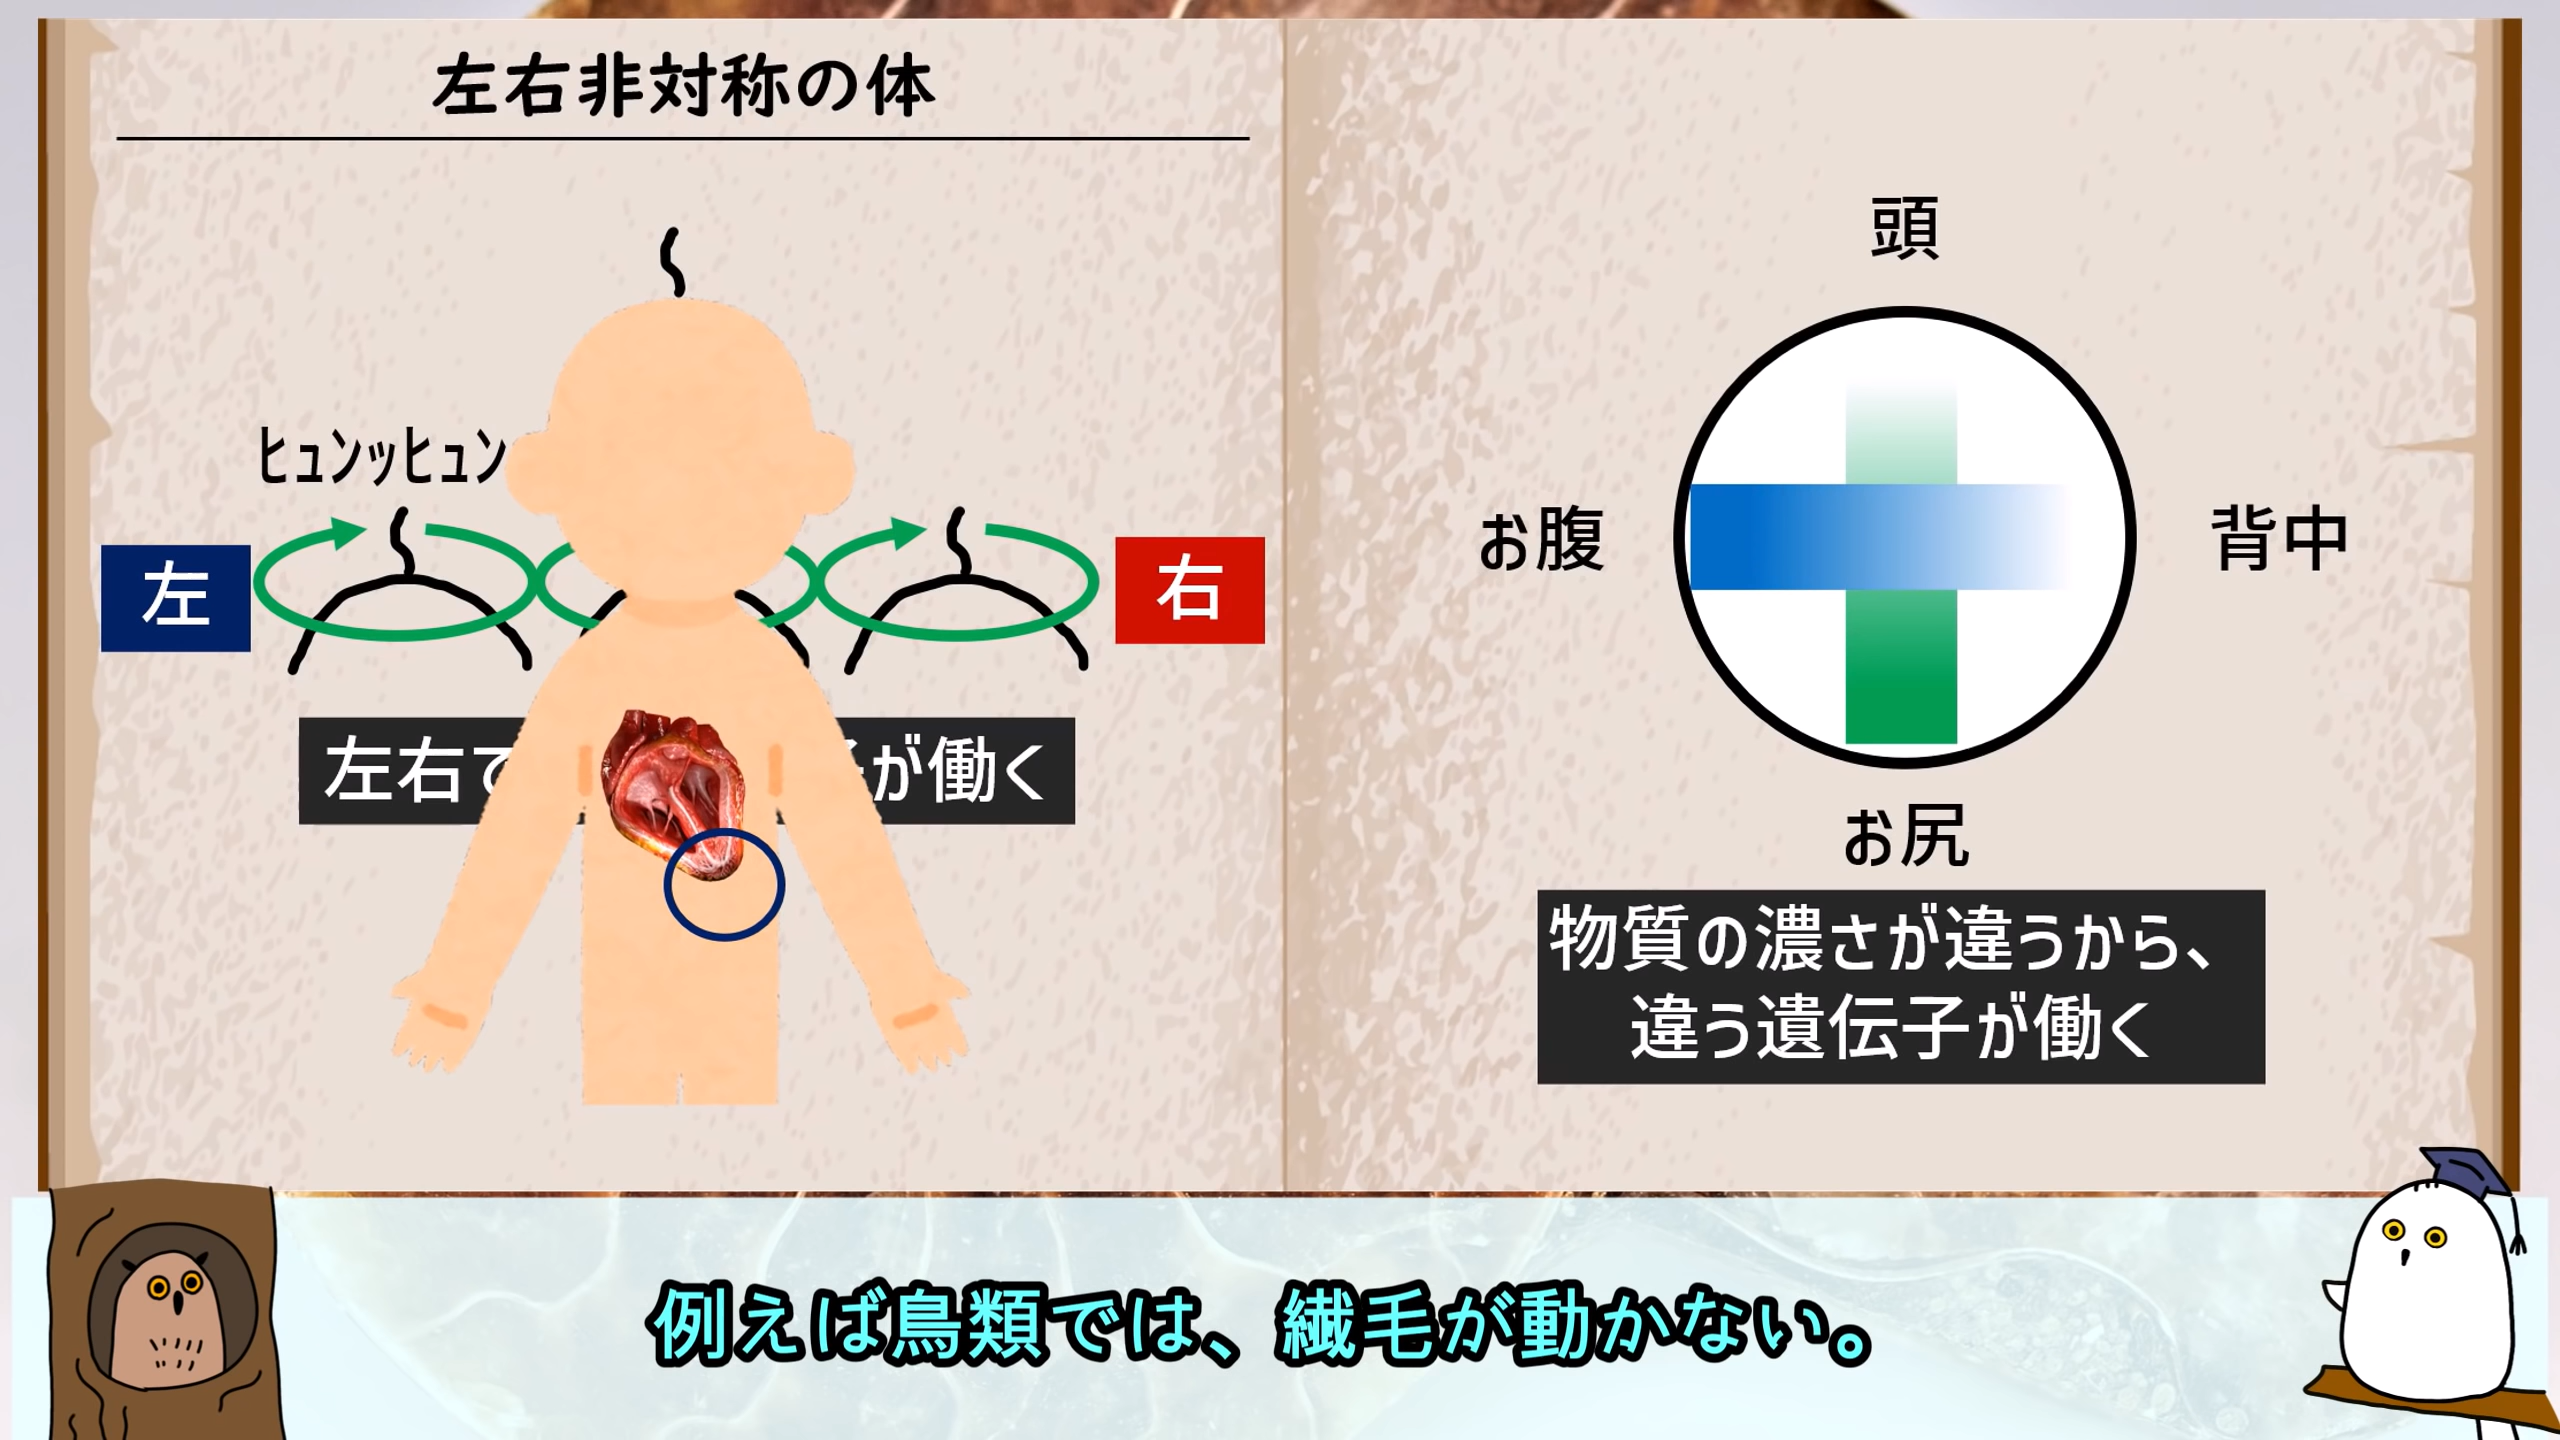 左右非対称の体
ﾋｭﾝｯﾋｭﾝ
左
右
左右で
が働く
頭
お腹
背中
お尻
物質の濃さが違うから、
違う遺伝子が働く
例えば鳥類では、繊毛が動かない。